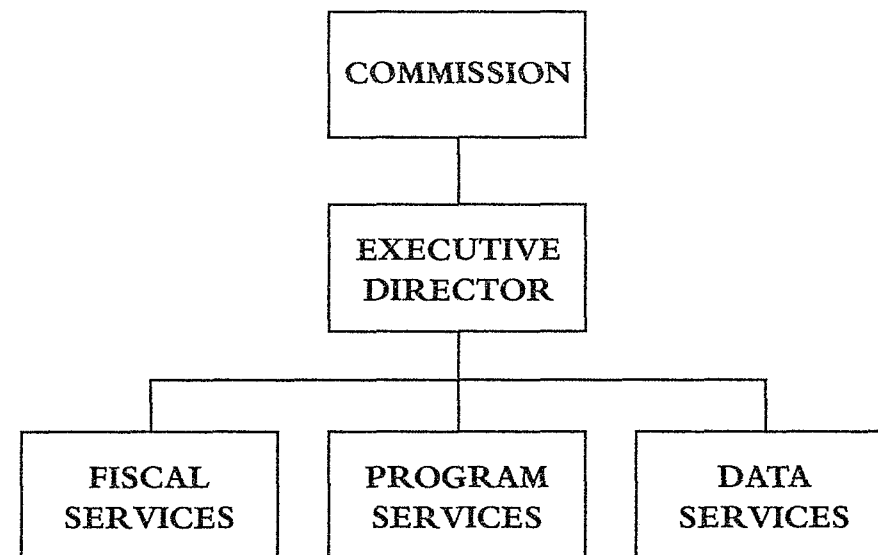 COMMISSION
EXECUTIVE
DIRECTOR
FISCAL
SERVICES
PROGRAM
SERVICES
DATA
SERVICES